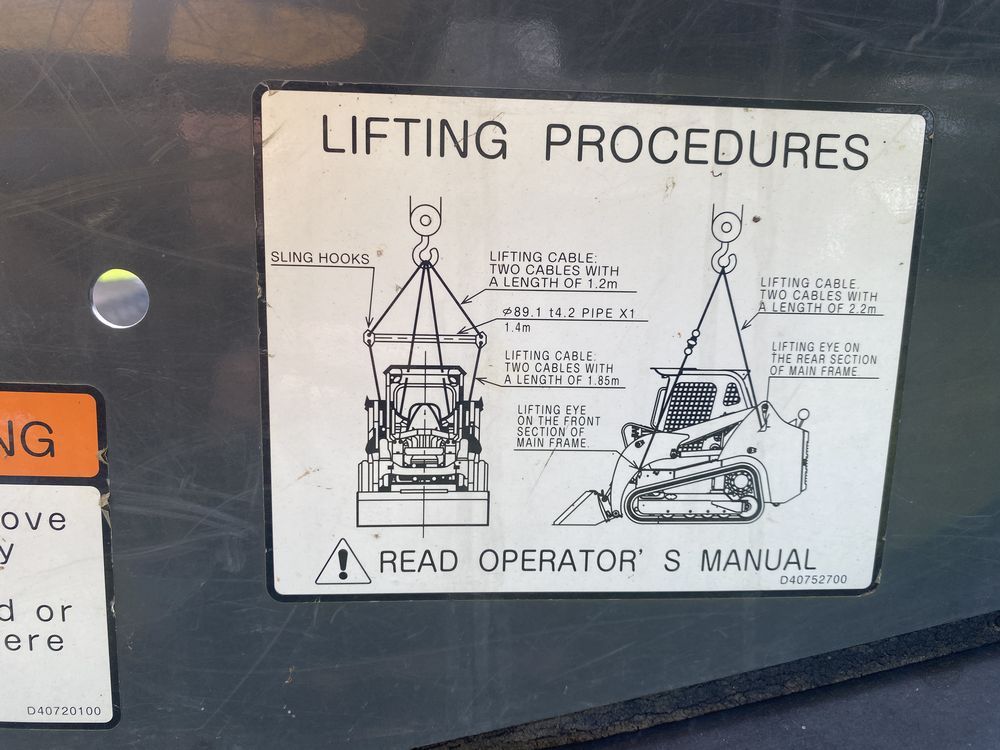 LIFTING PROCEDURES
SLING HOOKS
LIFTING CABLE:
TWO CABLES WITH
A LENGTH OF 1.2m
⌀89.1 t4.2 PIPE X1
1.4m
LIFTING CABLE:
TWO CABLES WITH
A LENGTH OF 1.85m
LIFTING EYE
ON THE FRONT
SECTION OF
MAIN FRAME.
LIFTING CABLE.
TWO CABLES WITH
A LENGTH OF 2.2m
LIFTING EYE ON
THE REAR SECTION
OF MAIN FRAME
READ OPERATOR' S MANUAL
D40752700
NG
ove
y
d or
ere
D40720100